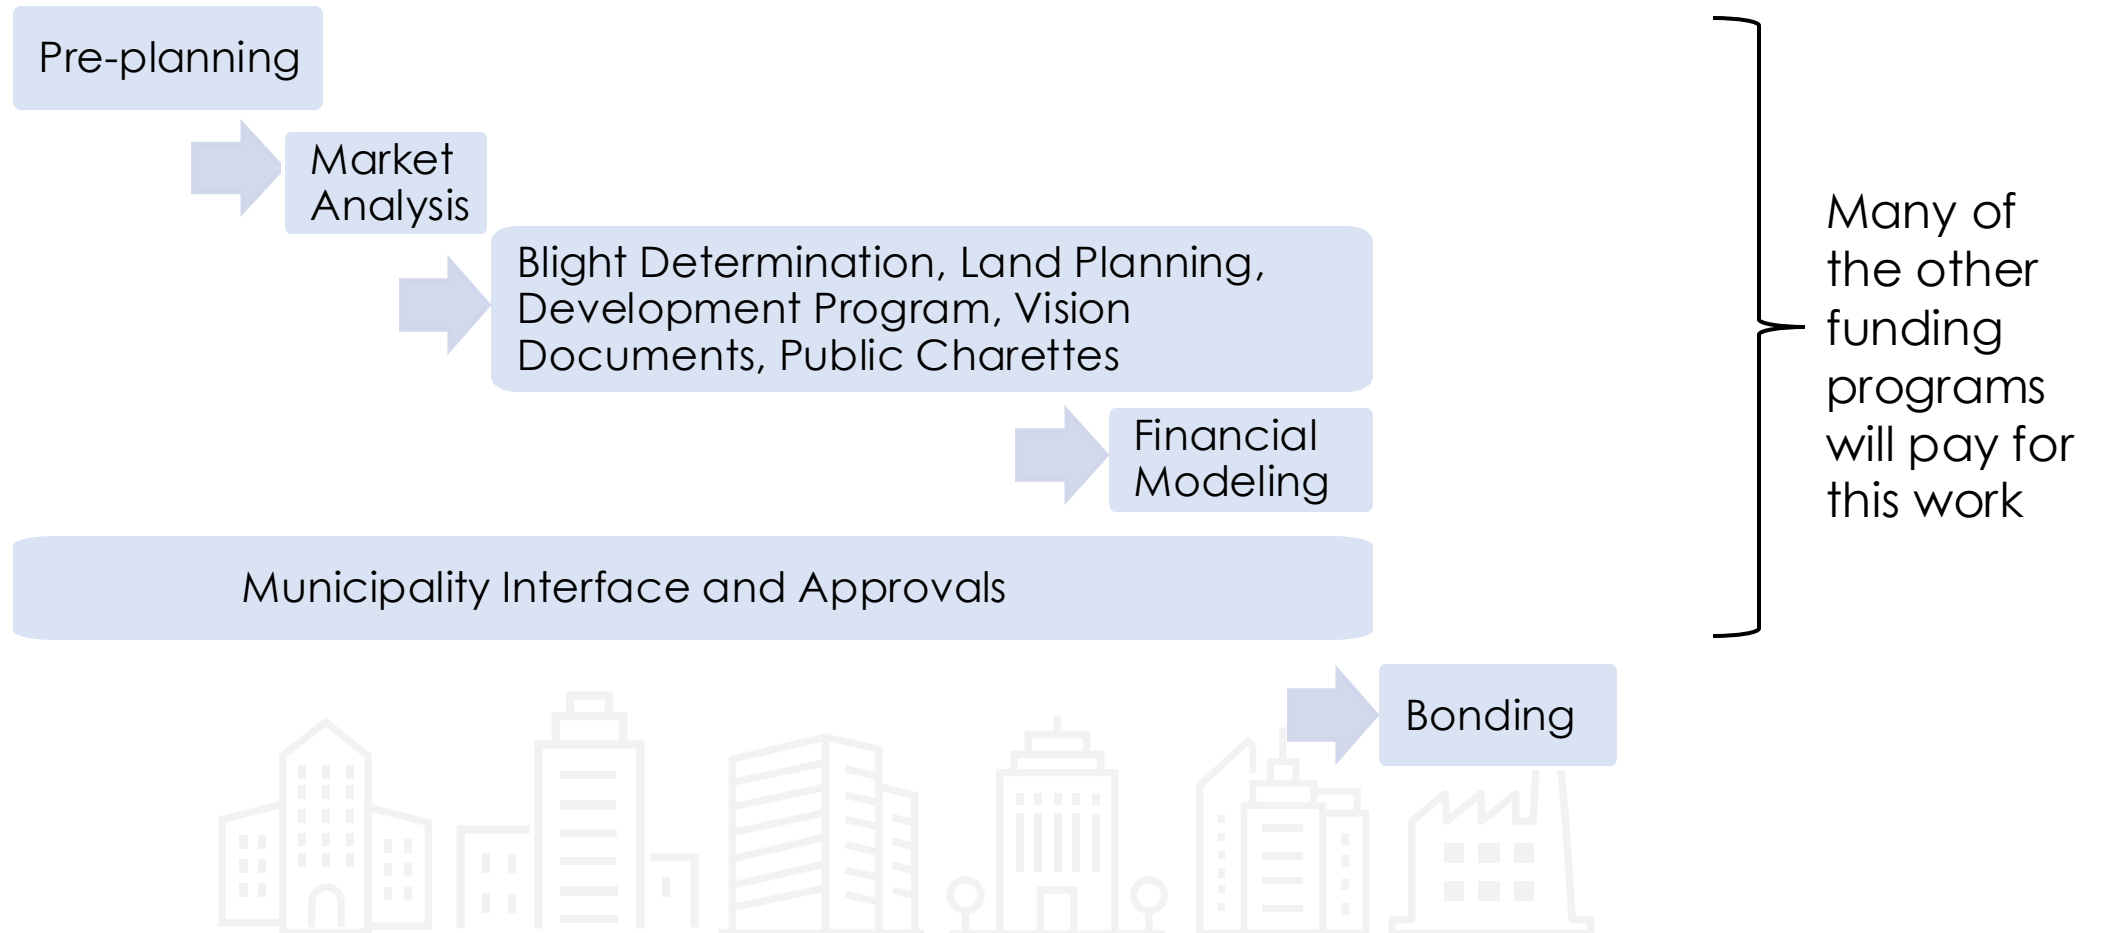 Pre-planning
Market
Analysis
Blight Determination, Land Planning,
Development Program, Vision
Documents, Public Charettes
Financial
Modeling
Municipality Interface and Approvals
Bonding
Many of
the other
funding
programs
will pay for
this work